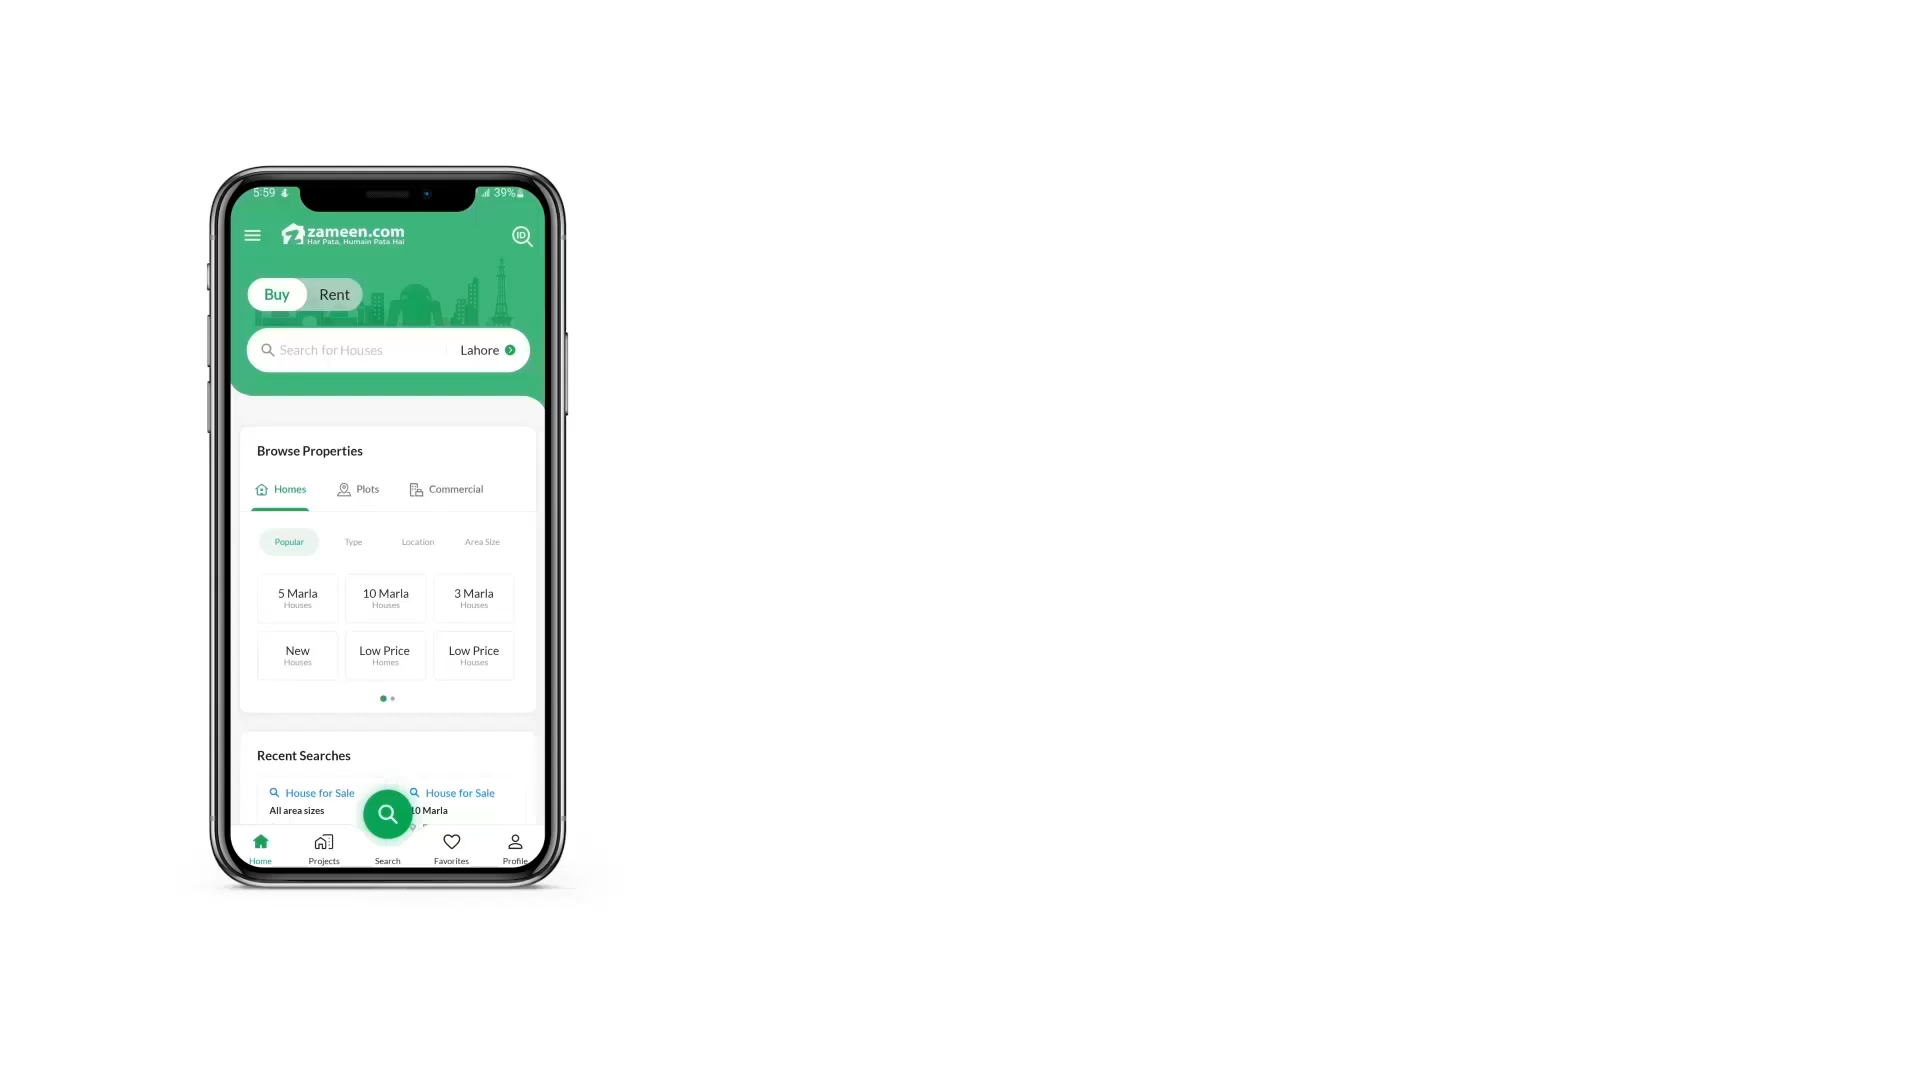 5:59
39%
zameen.com
Har Pata, Humain Pata Hai
ID
Buy Rent
Search for Houses Lahore
Browse Properties
Homes Plots Commercial
Popular Type Location Area Size
5 Marla 10 Marla 3 Marla
Houses Houses Houses
New Low Price Low Price
Houses Homes Houses
Recent Searches
House for Sale House for Sale
All area sizes 10 Marla
Home Projects Search Favorites Profile